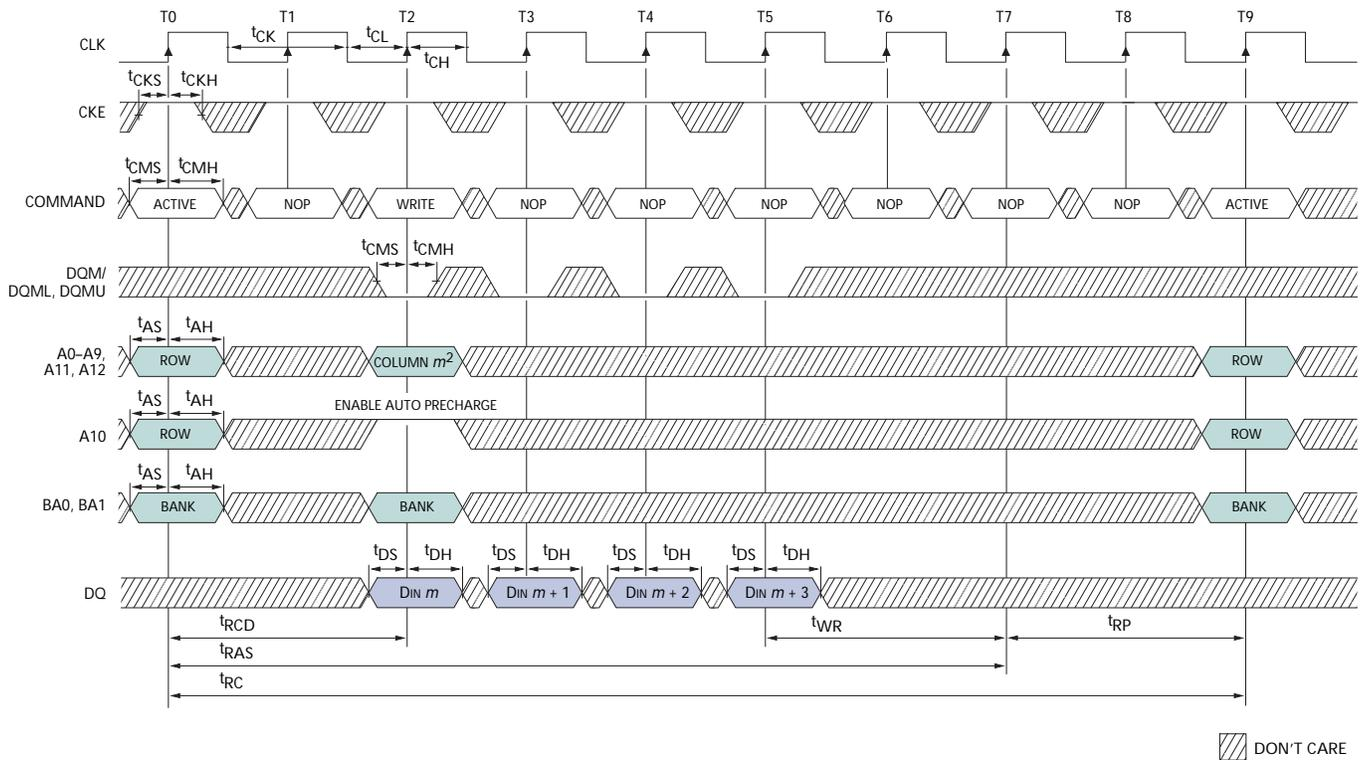 T0 T1 T2 T3 T4 T5 T6 T7 T8 T9
CLK tCK tCL tCH
tCKS tCKH
CKE
tCMS tCMH
COMMAND ACTIVE NOP WRITE NOP NOP NOP NOP NOP NOP ACTIVE
tCMS tCMH
DQM/
DQML, DQMU
tAS tAH
A0–A9,
A11, A12
ROW COLUMN m2 ROW
tAS tAH
ENABLE AUTO PRECHARGE
A10 ROW ROW
tAS tAH
BA0, BA1 BANK BANK BANK
tDS tDH tDS tDH tDS tDH tDS tDH
DQ DIN m DIN m + 1 DIN m + 2 DIN m + 3
tRCD tWR tRP
tRAS
tRC
DON'T CARE